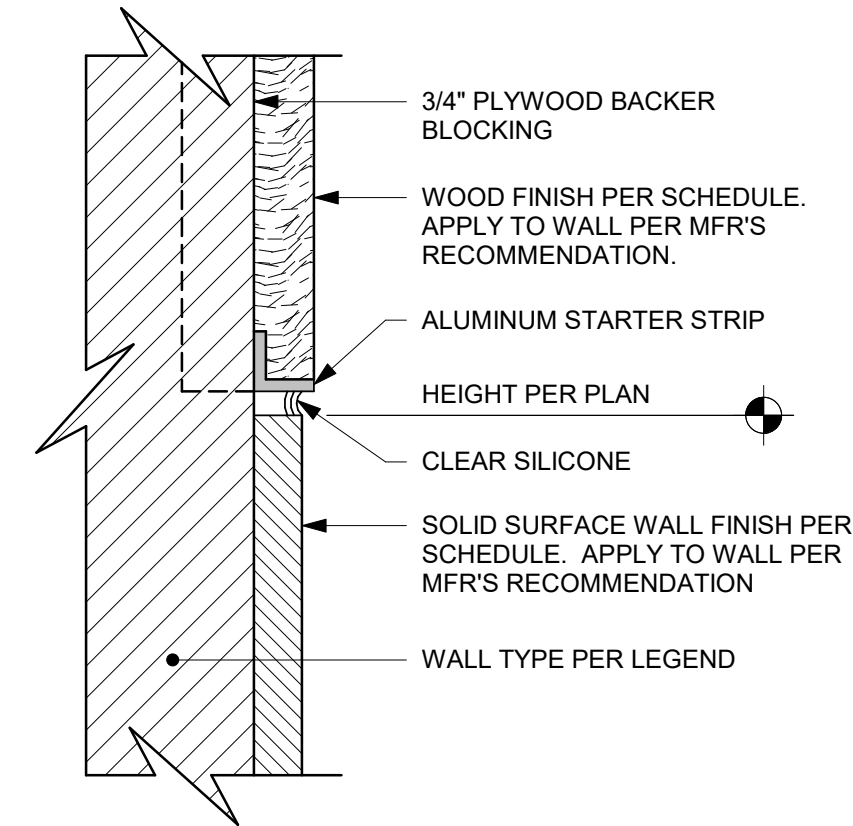 3/4" PLYWOOD BACKER
BLOCKING
WOOD FINISH PER SCHEDULE.
APPLY TO WALL PER MFR'S
RECOMMENDATION.
ALUMINUM STARTER STRIP
HEIGHT PER PLAN
CLEAR SILICONE
SOLID SURFACE WALL FINISH PER
SCHEDULE.  APPLY TO WALL PER
MFR'S RECOMMENDATION
WALL TYPE PER LEGEND